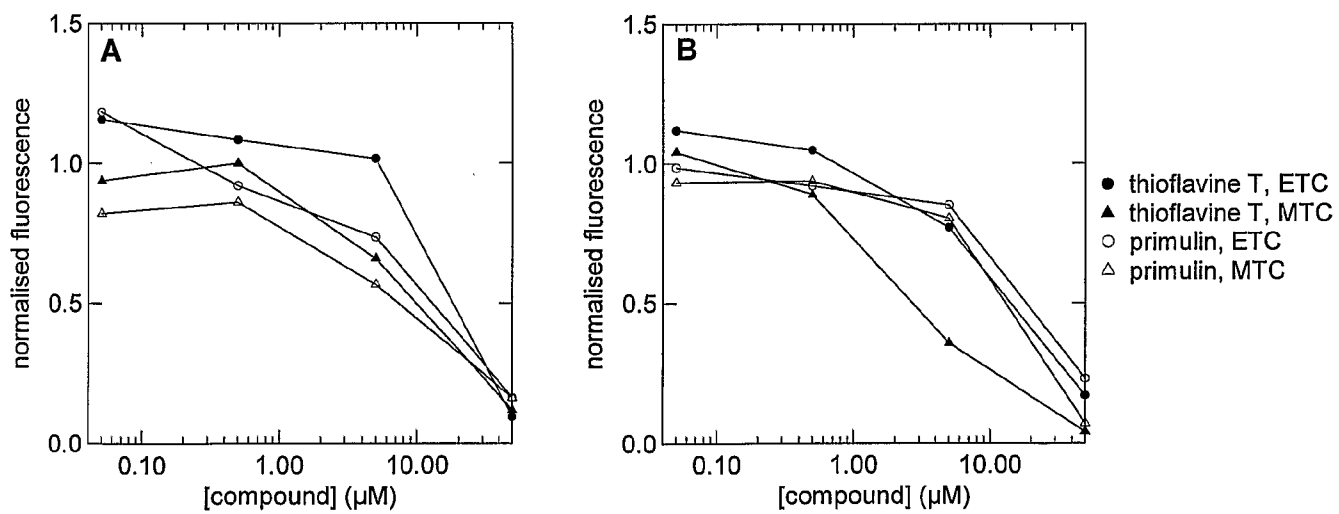 A
1.5
1.0
0.5
0.0
normalised fluorescence
0.10 1.00 10.00
[compound] (µM)
B
1.5
1.0
0.5
0.0
normalised fluorescence
0.10 1.00 10.00
[compound] (µM)
thioflavine T, ETC
thioflavine T, MTC
primulin, ETC
primulin, MTC